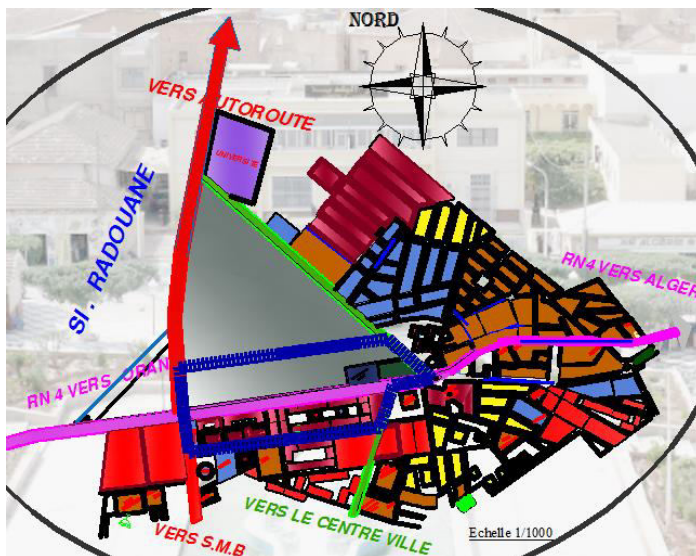 NORD
VERS AUTOROUTE
UNIVERSITE
SI . RADOUANE
RN4 VERS ALGER
RN 4 VERS ORAN
VERS LE CENTRE VILLE
VERS S.M.B
Echelle 1/1000